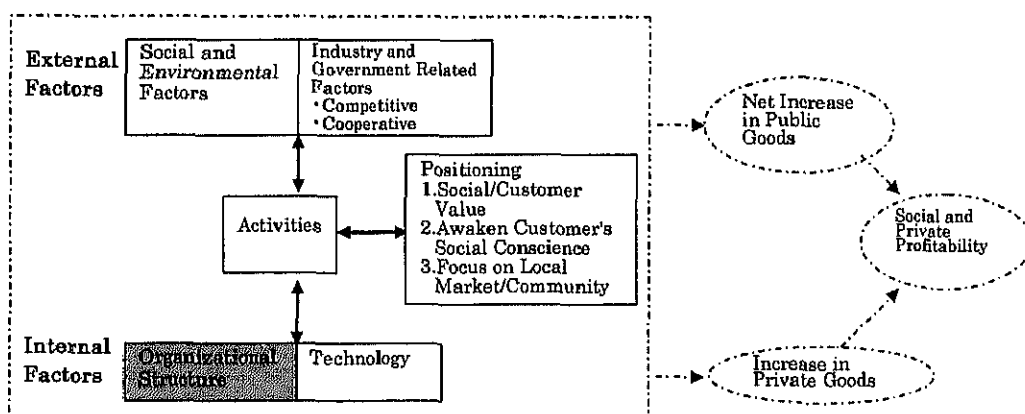 External
Factors
Social and
Environmental
Factors
Industry and
Government Related
Factors
・Competitive
・Cooperative
Activities
Positioning
1.Social/Customer
Value
2.Awaken Customer's
Social Conscience
3.Focus on Local
Market/Community
Internal
Factors
Organizational
Structure
Technology
Net Increase
in Public
Goods
Social and
Private
Profitability
Increase in
Private Goods